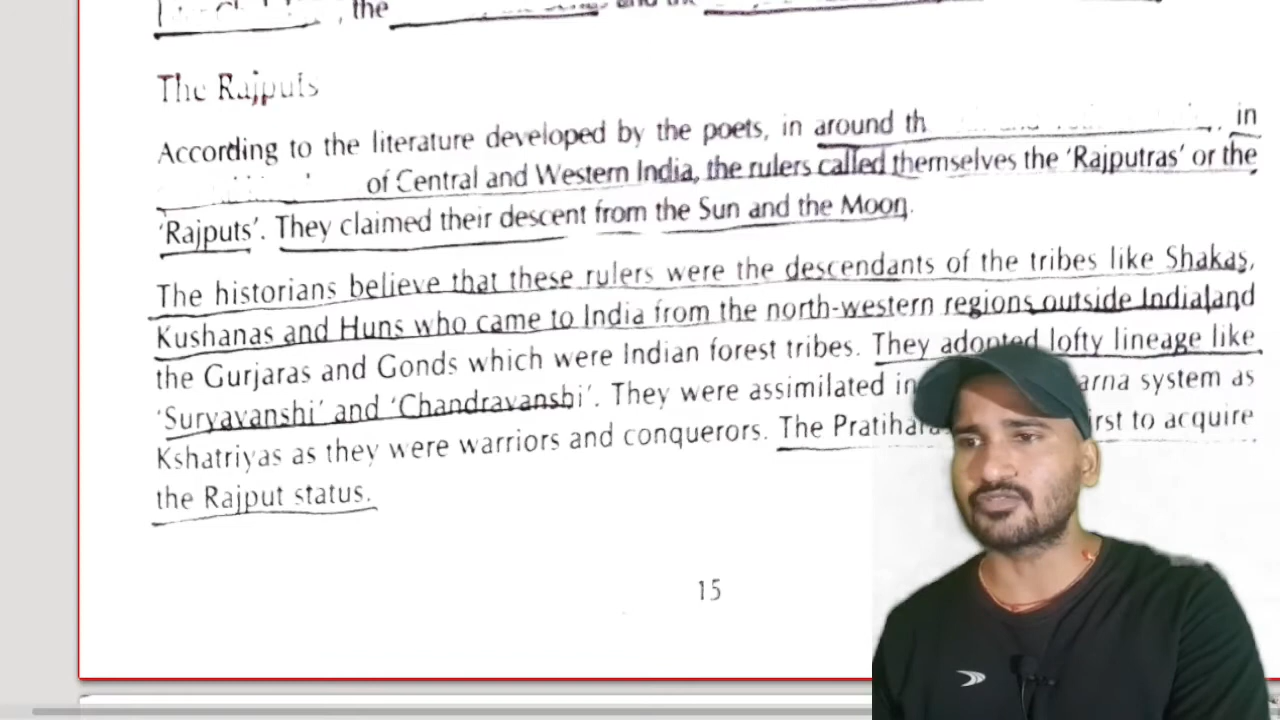 , the
The Rajputs
According to the literature developed by the poets, in around th in
of Central and Western India, the rulers called themselves the 'Rajputras' or the
'Rajputs'. They claimed their descent from the Sun and the Moon.
The historians believe that these rulers were the descendants of the tribes like Shakas,
Kushanas and Huns who came to India from the north-western regions outside India and
the Gurjaras and Gonds which were Indian forest tribes. They adopted lofty lineage like
'Suryavanshi' and 'Chandravanshi'. They were assimilated in arna system as
Kshatriyas as they were warriors and conquerors. The Pratihara irst to acquire
the Rajput status.
15